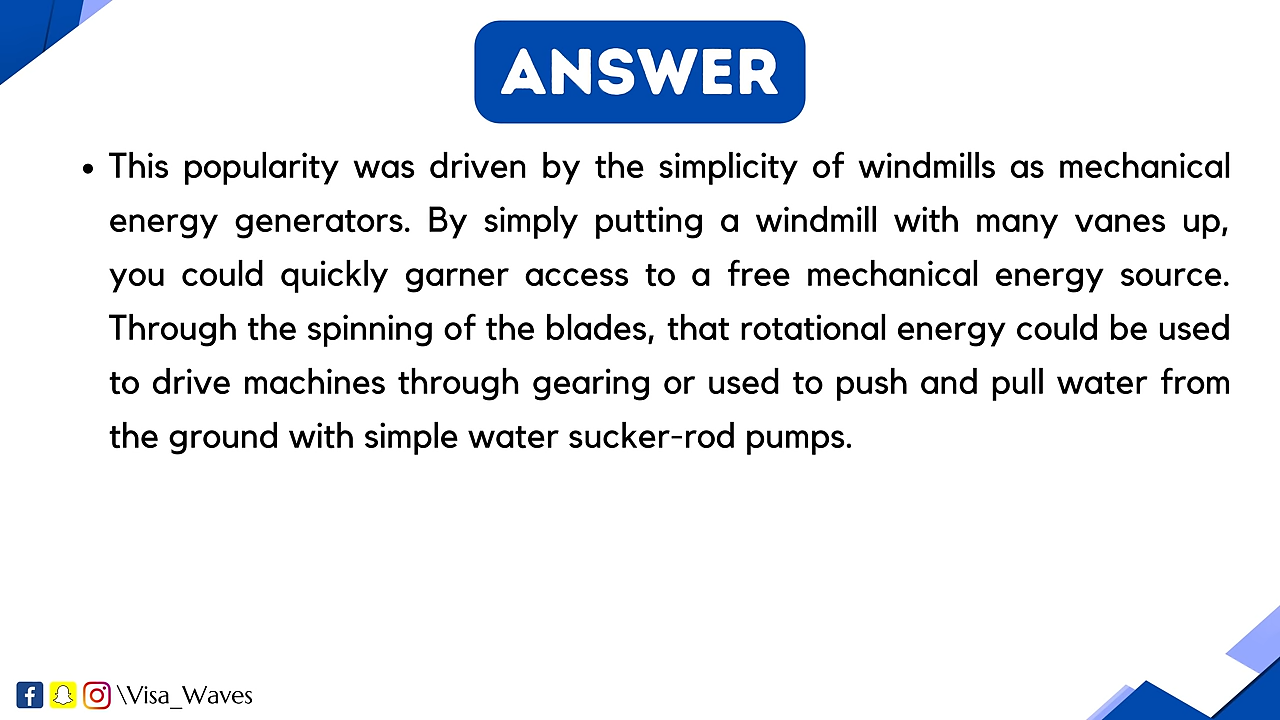 ANSWER
• This popularity was driven by the simplicity of windmills as mechanical
energy generators. By simply putting a windmill with many vanes up,
you could quickly garner access to a free mechanical energy source.
Through the spinning of the blades, that rotational energy could be used
to drive machines through gearing or used to push and pull water from
the ground with simple water sucker-rod pumps.
\Visa_Waves